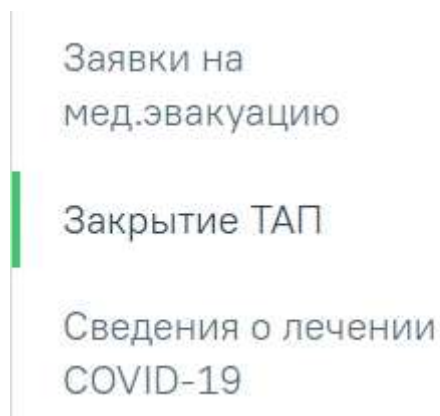 Заявки на
мед.эвакуацию
Закрытие ТАП
Сведения о лечении
COVID-19